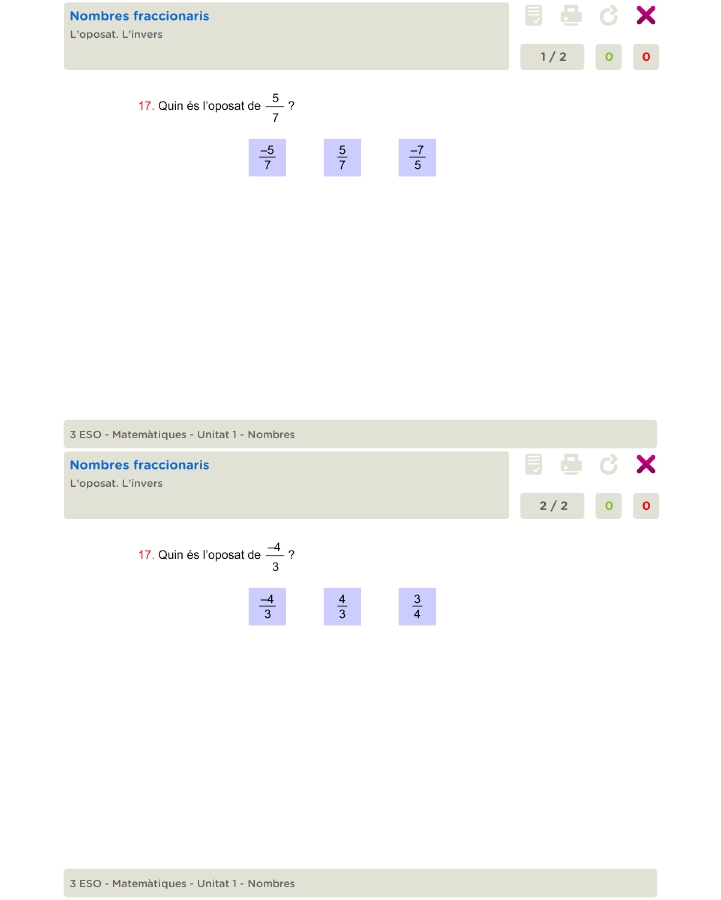 Nombres fraccionaris
L'oposat. L'invers
1 / 2 0 0
17. Quin és l'oposat de 5/7 ?
–5/7 5/7 –7/5
3 ESO - Matemàtiques - Unitat 1 - Nombres
Nombres fraccionaris
L'oposat. L'invers
2 / 2 0 0
17. Quin és l'oposat de –4/3 ?
–4/3 4/3 3/4
3 ESO - Matemàtiques - Unitat 1 - Nombres